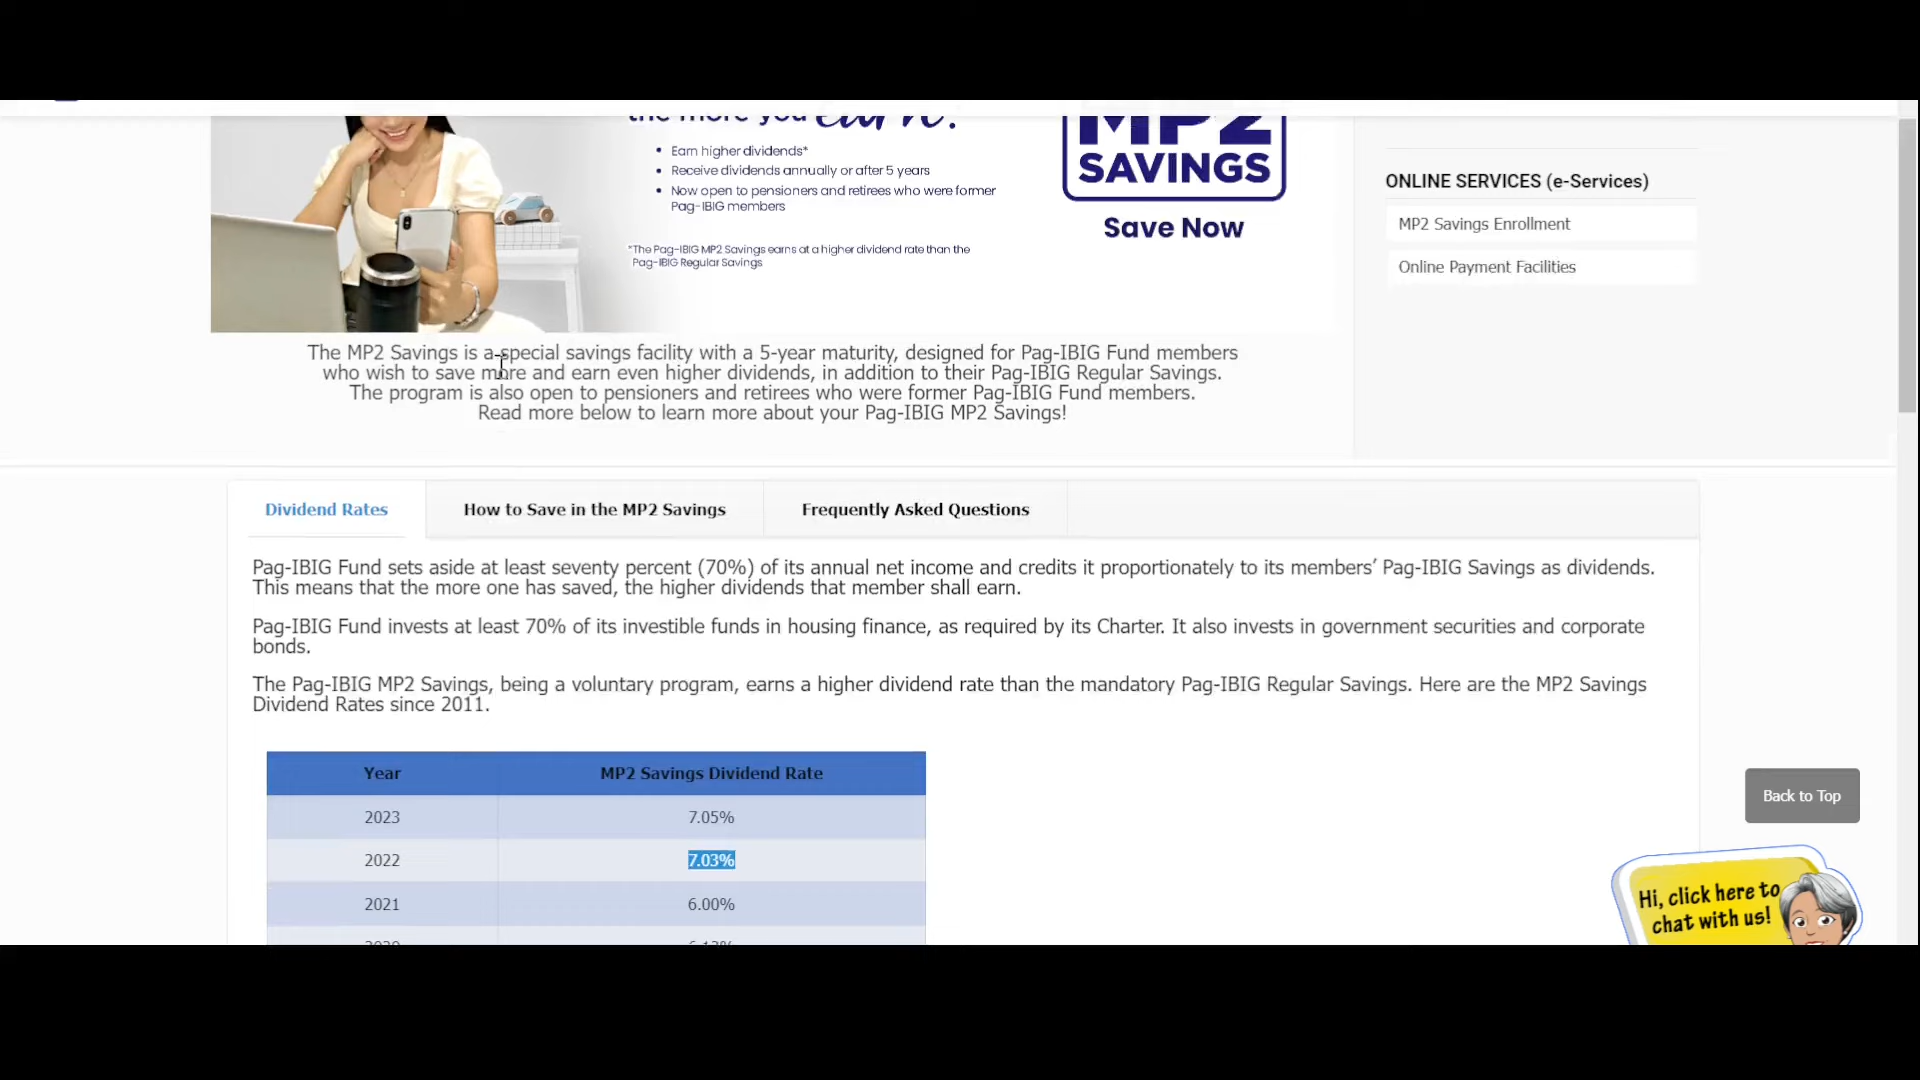 the more you earn.
Earn higher dividends*
Receive dividends annually or after 5 years
Now open to pensioners and retirees who were former
Pag-IBIG members
*The Pag-IBIG MP2 Savings earns at a higher dividend rate than the
Pag-IBIG Regular Savings
MP2
SAVINGS
Save Now
ONLINE SERVICES (e-Services)
MP2 Savings Enrollment
Online Payment Facilities
The MP2 Savings is a special savings facility with a 5-year maturity, designed for Pag-IBIG Fund members
who wish to save more and earn even higher dividends, in addition to their Pag-IBIG Regular Savings.
The program is also open to pensioners and retirees who were former Pag-IBIG Fund members.
Read more below to learn more about your Pag-IBIG MP2 Savings!
Dividend Rates
How to Save in the MP2 Savings
Frequently Asked Questions
Pag-IBIG Fund sets aside at least seventy percent (70%) of its annual net income and credits it proportionately to its members’ Pag-IBIG Savings as dividends.
This means that the more one has saved, the higher dividends that member shall earn.
Pag-IBIG Fund invests at least 70% of its investible funds in housing finance, as required by its Charter. It also invests in government securities and corporate
bonds.
The Pag-IBIG MP2 Savings, being a voluntary program, earns a higher dividend rate than the mandatory Pag-IBIG Regular Savings. Here are the MP2 Savings
Dividend Rates since 2011.
Year MP2 Savings Dividend Rate
2023 7.05%
2022 7.03%
2021 6.00%
Back to Top
Hi, click here to
chat with us!